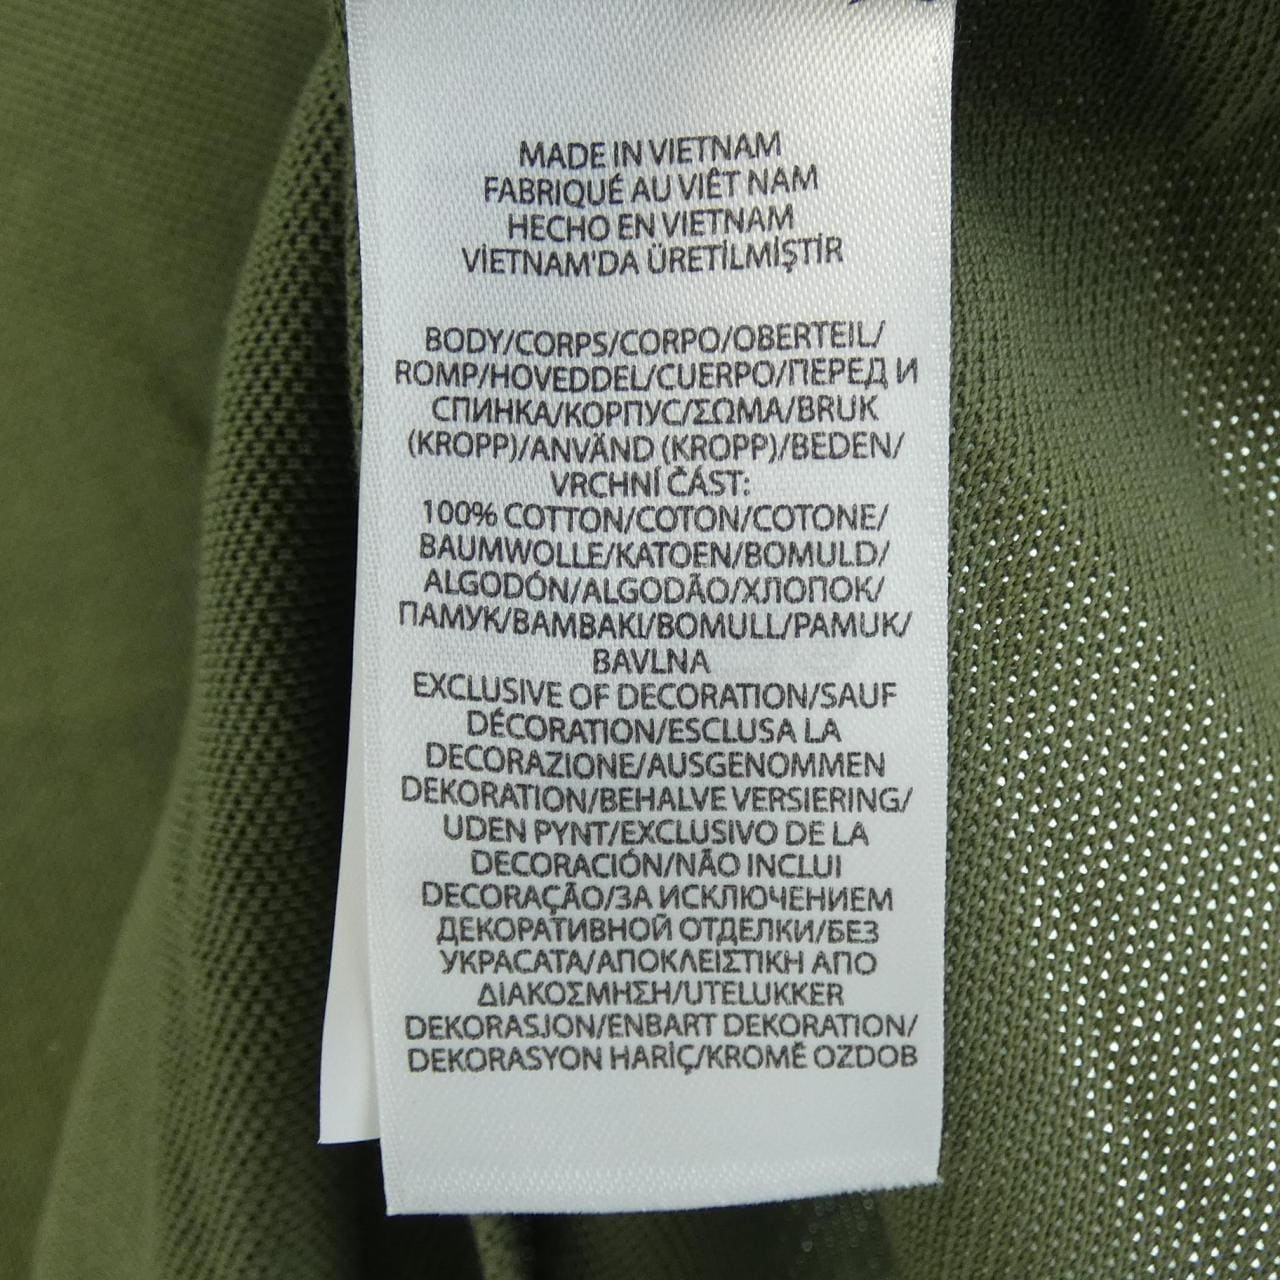 MADE IN VIETNAM
FABRIQUÉ AU VIÊT NAM
HECHO EN VIETNAM
VİETNAM'DA ÜRETİLMİŞTİR
BODY/CORPS/CORPO/OBERTEIL/
ROMP/HOVEDDEL/CUERPO/ПЕРЕД И
СПИНКА/КОРПУС/ΣΩΜΑ/BRUK
(KROPP)/ANVÄND (KROPP)/BEDEN/
VRCHNÍ ČÁST:
100% COTTON/COTON/COTONE/
BAUMWOLLE/KATOEN/BOMULD/
ALGODÓN/ALGODÃO/ХЛОПОК/
ПАМУК/ΒΑΜΒΑΚΙ/BOMULL/PAMUK/
BAVLNA
EXCLUSIVE OF DECORATION/SAUF
DÉCORATION/ESCLUSA LA
DECORAZIONE/AUSGENOMMEN
DEKORATION/BEHALVE VERSIERING/
UDEN PYNT/EXCLUSIVO DE LA
DECORACIÓN/NÃO INCLUI
DECORAÇÃO/ЗА ИСКЛЮЧЕНИЕМ
ДЕКОРАТИВНОЙ ОТДЕЛКИ/БЕЗ
УКРАСАТА/ΑΠΟΚΛΕΙΣΤΙΚΗ ΑΠΟ
ΔΙΑΚΟΣΜΗΣΗ/UTELUKKER
DEKORASJON/ENBART DEKORATION/
DEKORASYON HARİÇ/KROMĚ OZDOB